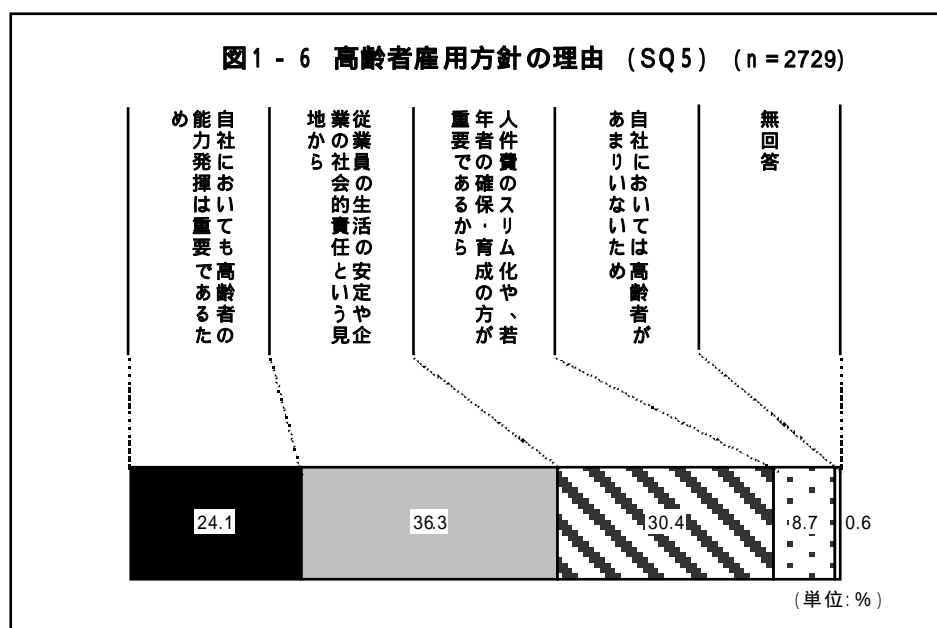 図1-6 高齢者雇用方針の理由 (SQ5) (n=2729)
自社においても高齢者の
能力発揮は重要であるた
め
従業員の生活の安定や企
業の社会的責任という見
地から
人件費のスリム化や、若
年者の確保・育成の方が
重要であるから
自社においては高齢者が
あまりいないため
無回答
24.1
36.3
30.4
8.7
0.6
(単位:%)